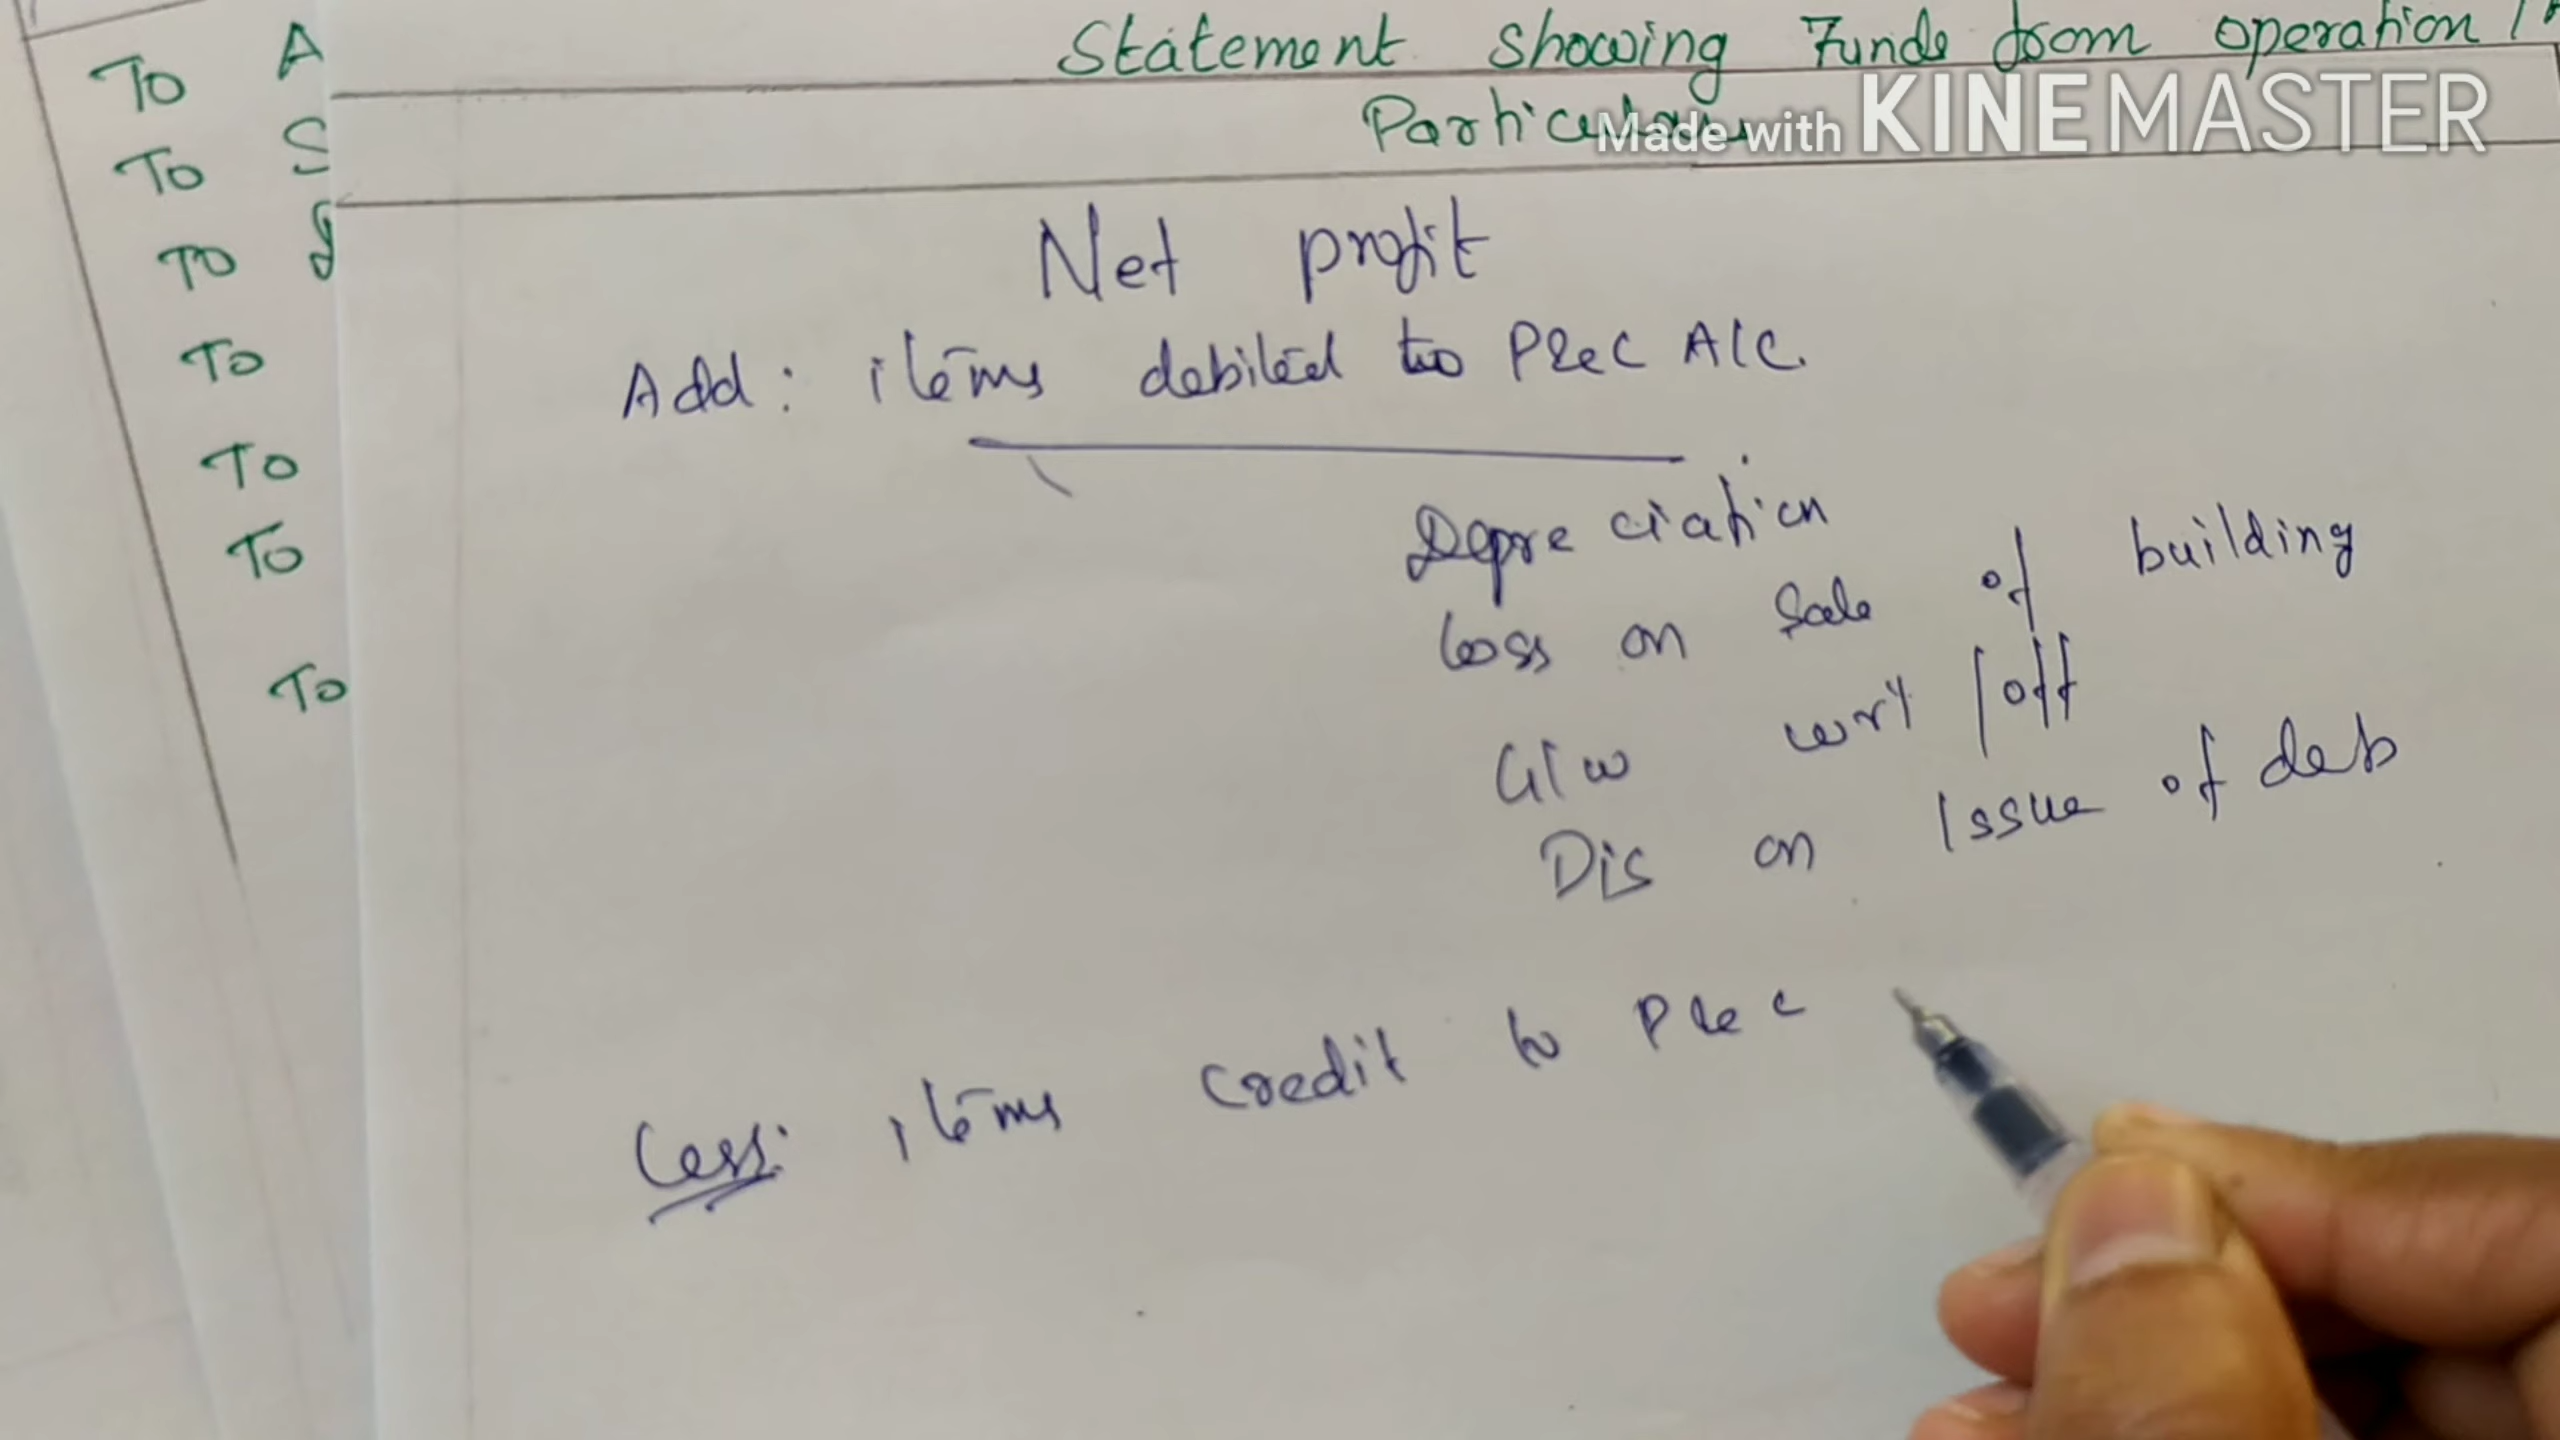 Statement showing Funds from operation
Particulars
Made with KINEMASTER
To A
To S
To
To
To
To
To
Net profit
Add: items debited to P&L A/C.
Depreciation
Loss on Sale of building
G/w wr/off
Dis on Issue of deb
Less: items credit to P&L